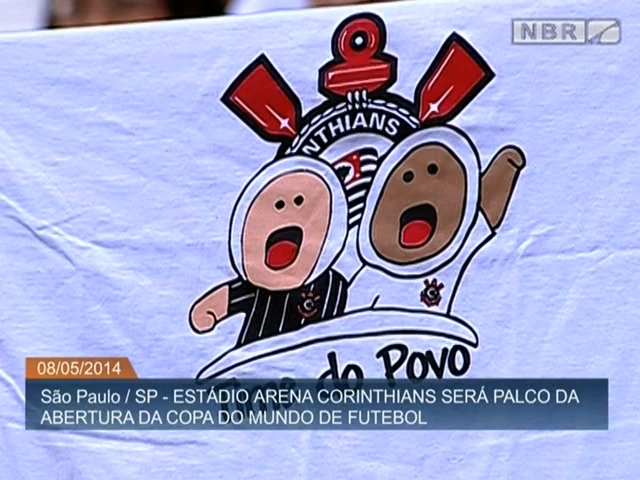 NBR
NTHIANS
Time do Povo
08/05/2014
São Paulo / SP - ESTÁDIO ARENA CORINTHIANS SERÁ PALCO DA
ABERTURA DA COPA DO MUNDO DE FUTEBOL